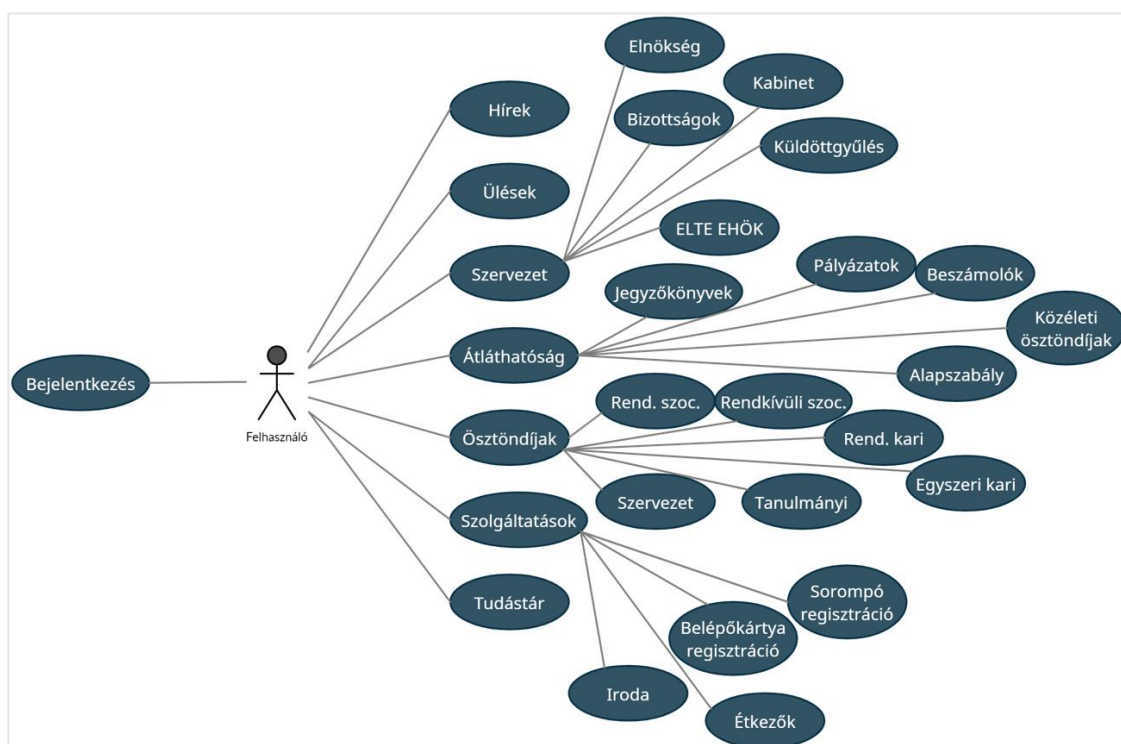 Elnökség
Kabinet
Hírek
Bizottságok
Küldöttgyűlés
Ülések
ELTE EHÖK
Szervezet
Pályázatok
Beszámolók
Jegyzőkönyvek
Közéleti
ösztöndíjak
Átláthatóság
Alapszabály
Bejelentkezés
Felhasználó
Rend. szoc.
Rendkívüli szoc.
Ösztöndíjak
Rend. kari
Egyszeri kari
Szervezet
Tanulmányi
Szolgáltatások
Tudástár
Sorompó
regisztráció
Belépőkártya
regisztráció
Iroda
Étkezők